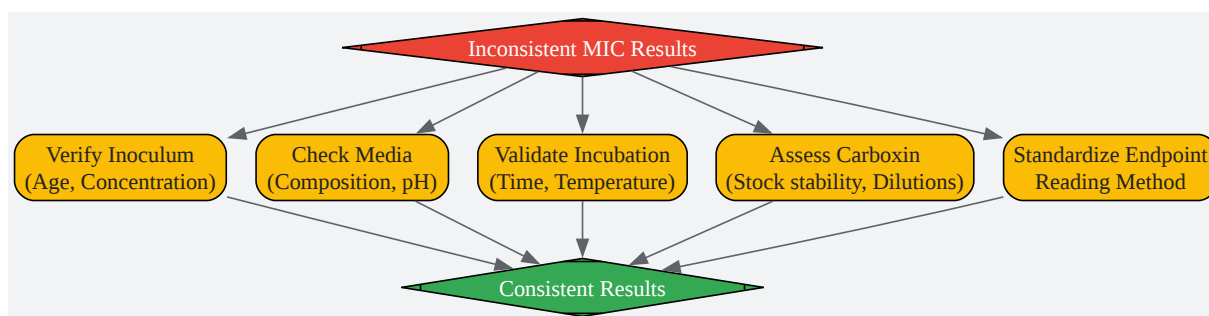 Inconsistent MIC Results
Verify Inoculum
(Age, Concentration)
Check Media
(Composition, pH)
Validate Incubation
(Time, Temperature)
Assess Carboxin
(Stock stability, Dilutions)
Standardize Endpoint
Reading Method
Consistent Results